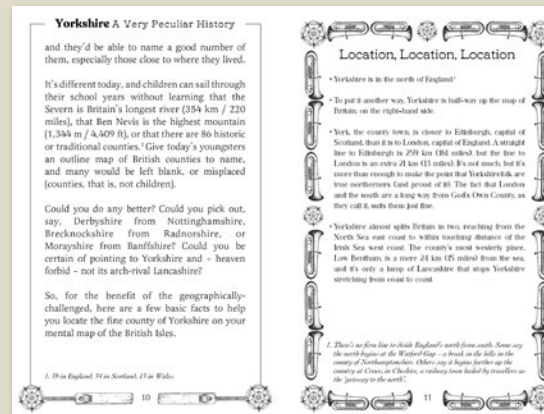 Yorkshire A Very Peculiar History
and they'd be able to name a good number of
them, especially those close to where they lived.
It's different today, and children can sail through
their school years without learning that the
Severn is Britain's longest river (354 km / 220
miles), that Ben Nevis is the highest mountain
(1,344 m / 4,409 ft), or that there are 86 historic
or traditional counties.¹ Give today's youngsters
an outline map of British counties to name,
and many would be left blank, or misplaced
(counties, that is, not children).
Could you do any better? Could you pick out,
say, Derbyshire from Nottinghamshire,
Brecknockshire from Radnorshire, or
Morayshire from Banffshire? Could you be
certain of pointing to Yorkshire and – heaven
forbid – not its arch-rival Lancashire?
So, for the benefit of the geographically-
challenged, here are a few basic facts to help
you locate the fine county of Yorkshire on your
mental map of the British Isles.
1. 39 in England, 34 in Scotland, 13 in Wales.
10
Location, Location, Location
• Yorkshire is in the north of England.¹
• To put it another way, Yorkshire is half-way up the map of
Britain, on the right-hand side.
• York, the county town, is closer to Edinburgh, capital of
Scotland, than it is to London, capital of England. A straight
line to Edinburgh is 259 km (161 miles), but the line to
London is an extra 21 km (13 miles). It's not much, but it's
more than enough to make the point that Yorkshirefolk are
true northerners (and proud of it). The fact that London
and the south are a long way from God's Own County, as
they call it, suits them just fine.
• Yorkshire almost splits Britain in two, reaching from the
North Sea east coast to within touching distance of the
Irish Sea west coast. The county's most westerly place,
Low Bentham, is a mere 24 km (15 miles) from the sea,
and it's only a lump of Lancashire that stops Yorkshire
stretching from coast to coast.
1. There's no firm line to divide England's north from south. Some say
the north begins at the Watford Gap – a break in the hills in the
county of Northamptonshire. Others say it begins further up the
country at Crewe, in Cheshire, a railway town hailed by travellers as
the 'gateway to the north'.
11